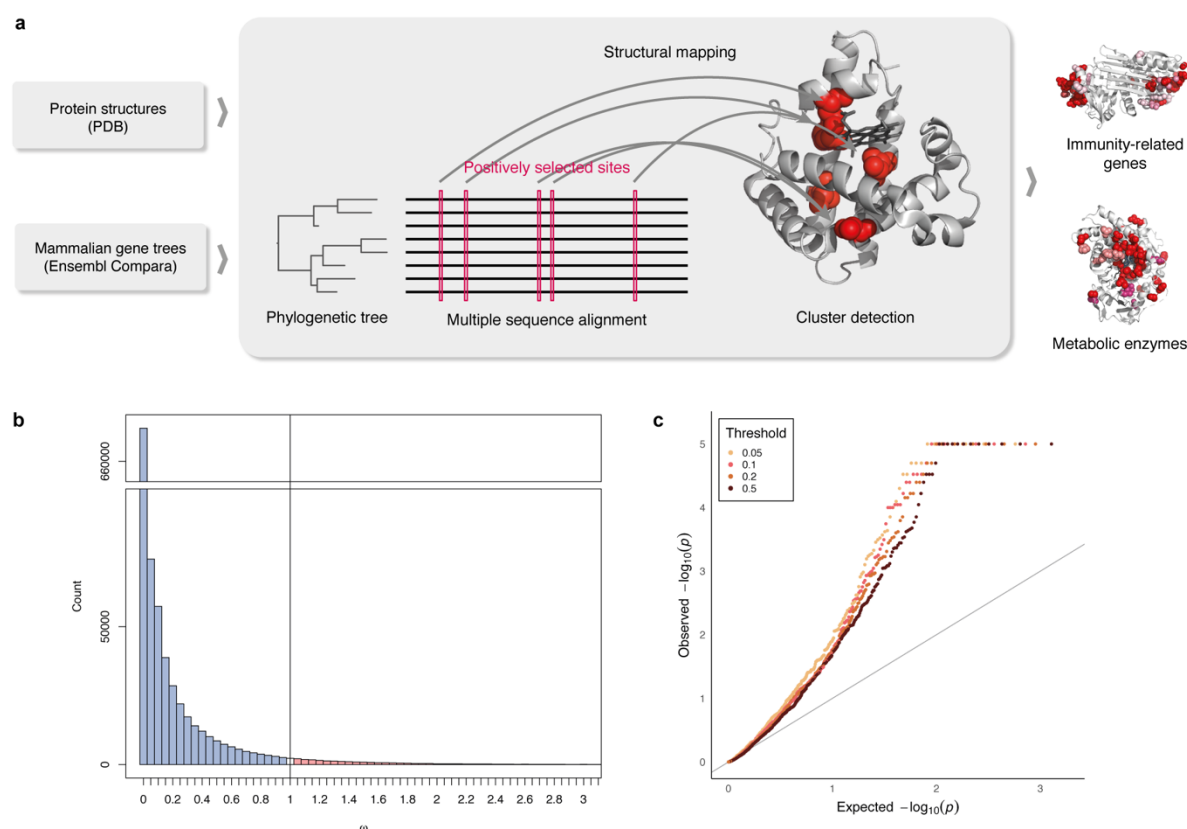 a
Structural mapping
Protein structures
(PDB)
Positively selected sites
Immunity-related
genes
Mammalian gene trees
(Ensembl Compara)
Phylogenetic tree
Multiple sequence alignment
Cluster detection
Metabolic enzymes
b
660000
Count
50000
0
0 0.2 0.4 0.6 0.8 1 1.2 1.4 1.6 1.8 2 2.2 2.4 2.6 2.8 3
c
Threshold
0.05
0.1
0.2
0.5
Observed −log10(p)
5
4
3
2
1
0
0 1 2 3
Expected −log10(p)